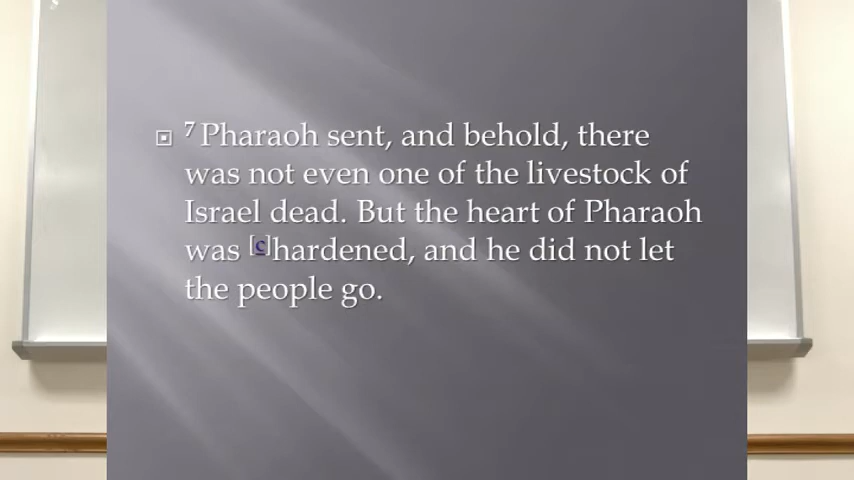 7 Pharaoh sent, and behold, there
was not even one of the livestock of
Israel dead. But the heart of Pharaoh
was [c]hardened, and he did not let
the people go.